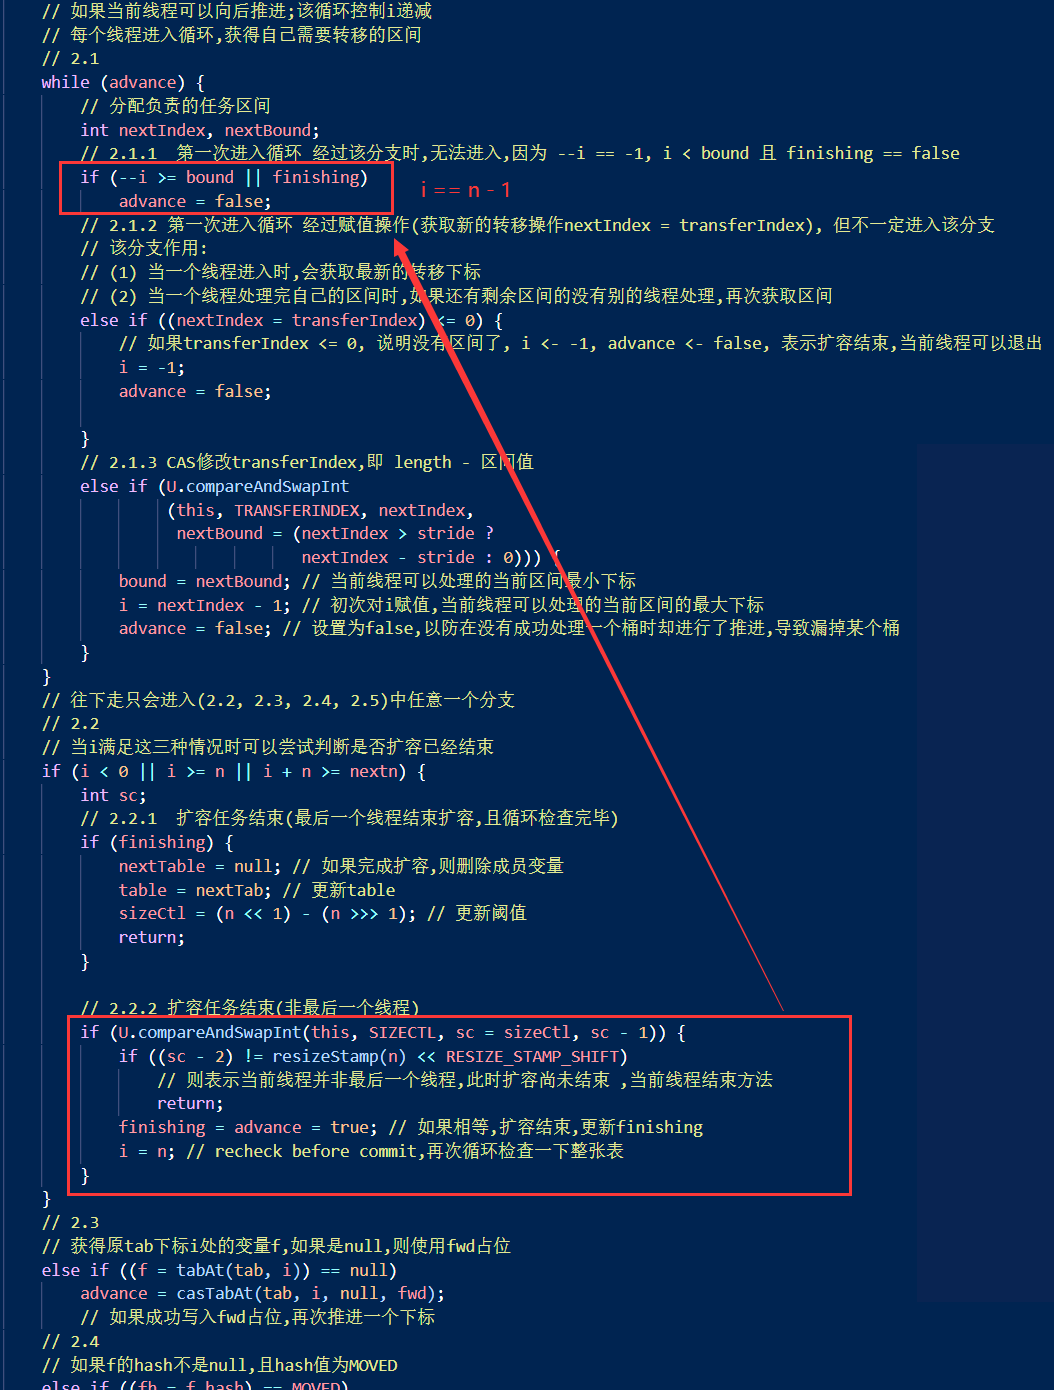 // 如果当前线程可以向后推进;该循环控制i递减
// 每个线程进入循环,获得自己需要转移的区间
// 2.1
while (advance) {
// 分配负责的任务区间
int nextIndex, nextBound;
// 2.1.1  第一次进入循环 经过该分支时,无法进入,因为 --i == -1, i < bound 且 finishing == false
if (--i >= bound || finishing)
i == n - 1
advance = false;
// 2.1.2 第一次进入循环 经过赋值操作(获取新的转移操作nextIndex = transferIndex), 但不一定进入该分支
// 该分支作用:
// (1) 当一个线程进入时,会获取最新的转移下标
// (2) 当一个线程处理完自己的区间时,如果还有剩余区间的没有别的线程处理,再次获取区间
else if ((nextIndex = transferIndex) <= 0) {
// 如果transferIndex <= 0, 说明没有区间了, i <- -1, advance <- false, 表示扩容结束,当前线程可以退出
i = -1;
advance = false;
}
// 2.1.3 CAS修改transferIndex,即 length - 区间值
else if (U.compareAndSwapInt
(this, TRANSFERINDEX, nextIndex,
nextBound = (nextIndex > stride ?
nextIndex - stride : 0))) {
bound = nextBound; // 当前线程可以处理的当前区间最小下标
i = nextIndex - 1; // 初次对i赋值,当前线程可以处理的当前区间的最大下标
advance = false; // 设置为false,以防在没有成功处理一个桶时却进行了推进,导致漏掉某个桶
}
}
// 往下走只会进入(2.2, 2.3, 2.4, 2.5)中任意一个分支
// 2.2
// 当i满足这三种情况时可以尝试判断是否扩容已经结束
if (i < 0 || i >= n || i + n >= nextn) {
int sc;
// 2.2.1  扩容任务结束(最后一个线程结束扩容,且循环检查完毕)
if (finishing) {
nextTable = null; // 如果完成扩容,则删除成员变量
table = nextTab; // 更新table
sizeCtl = (n << 1) - (n >>> 1); // 更新阈值
return;
}
// 2.2.2 扩容任务结束(非最后一个线程)
if (U.compareAndSwapInt(this, SIZECTL, sc = sizeCtl, sc - 1)) {
if ((sc - 2) != resizeStamp(n) << RESIZE_STAMP_SHIFT)
// 则表示当前线程并非最后一个线程,此时扩容尚未结束 ,当前线程结束方法
return;
finishing = advance = true; // 如果相等,扩容结束,更新finishing
i = n; // recheck before commit,再次循环检查一下整张表
}
}
// 2.3
// 获得原tab下标i处的变量f,如果是null,则使用fwd占位
else if ((f = tabAt(tab, i)) == null)
advance = casTabAt(tab, i, null, fwd);
// 如果成功写入fwd占位,再次推进一个下标
// 2.4
// 如果f的hash不是null,且hash值为MOVED
else if ((fh = f.hash) == MOVED)